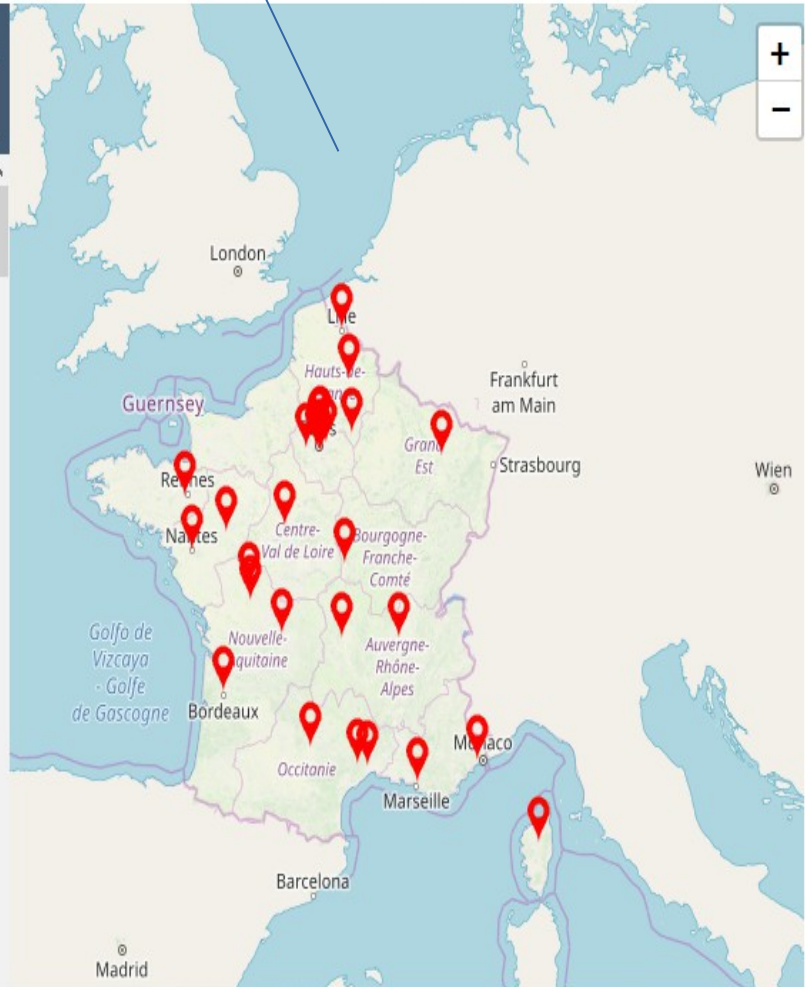 +
−
London
Lille
Hauts-de-
Guernsey
Frankfurt
am Main
Grand
Est
Strasbourg
Rennes
Wien
Nantes
Centre-
Val de Loire
Bourgogne-
Franche-
Comté
Golfo de
Vizcaya
- Golfe
de Gascogne
Nouvelle-
Aquitaine
Auvergne-
Rhône-
Alpes
Bordeaux
Occitanie
Monaco
Marseille
Barcelona
Madrid